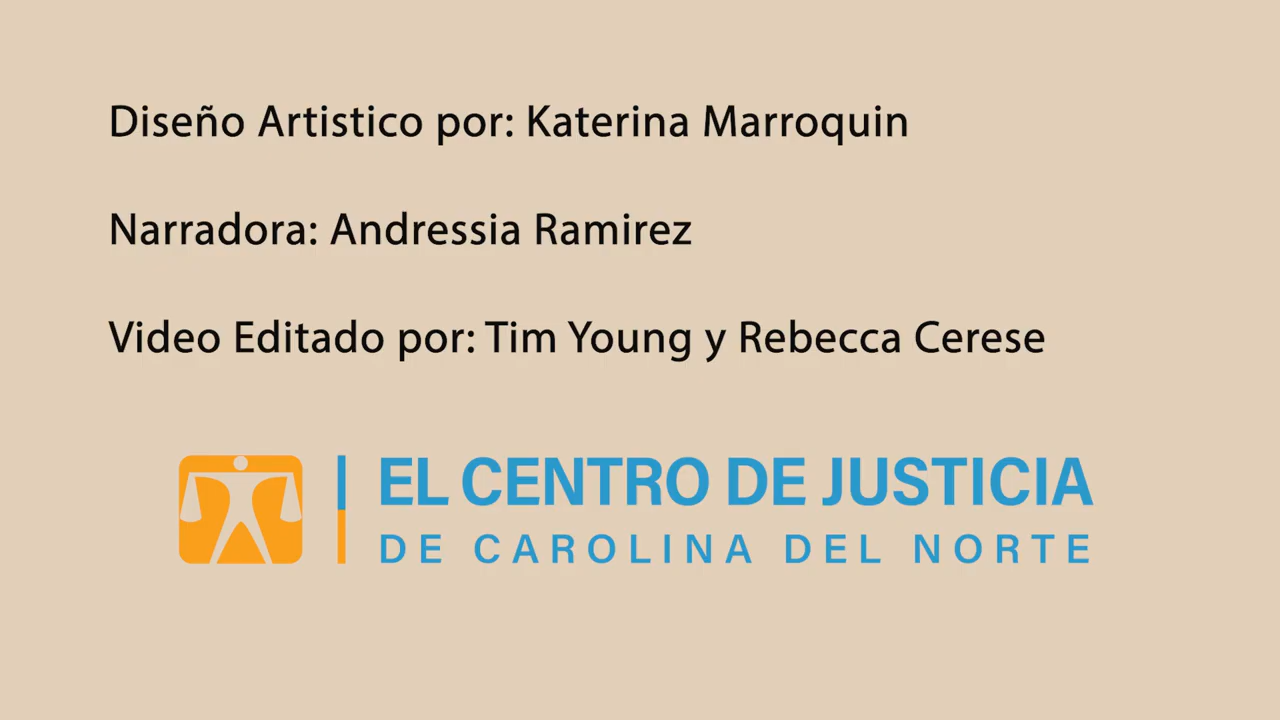 Diseño Artistico por: Katerina Marroquin
Narradora: Andressia Ramirez
Video Editado por: Tim Young y Rebecca Cerese
EL CENTRO DE JUSTICIA
DE CAROLINA DEL NORTE